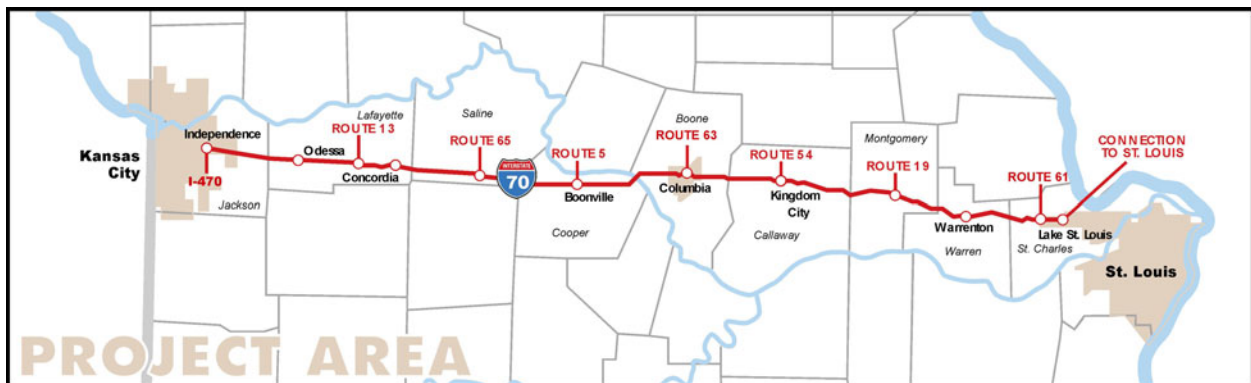 Kansas
City
Independence
I-470
Jackson
Odessa
Lafayette
ROUTE 13
Concordia
Saline
ROUTE 65
INTERSTATE
70
ROUTE 5
Boonville
Cooper
Boone
ROUTE 63
Columbia
ROUTE 54
Kingdom
City
Callaway
Montgomery
ROUTE 19
Warrenton
Warren
ROUTE 61
Lake St. Louis
St. Charles
CONNECTION
TO ST. LOUIS
St. Louis
PROJECT AREA